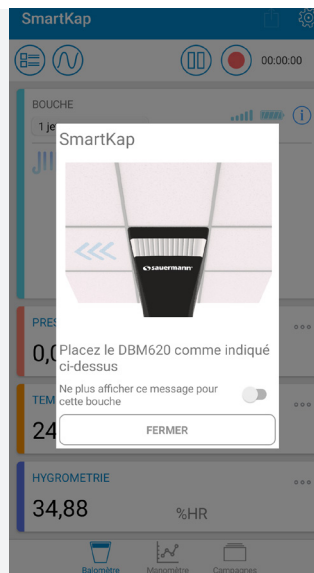 SmartKap
00:00:00
BOUCHE
1 je
SmartKap
sauermann
Placez le DBM620 comme indiqué
ci-dessus
Ne plus afficher ce message pour
cette bouche
FERMER
PRES
0,0
TEM
24
HYGROMETRIE
34,88 %HR
Balomètre Manomètre Campagnes